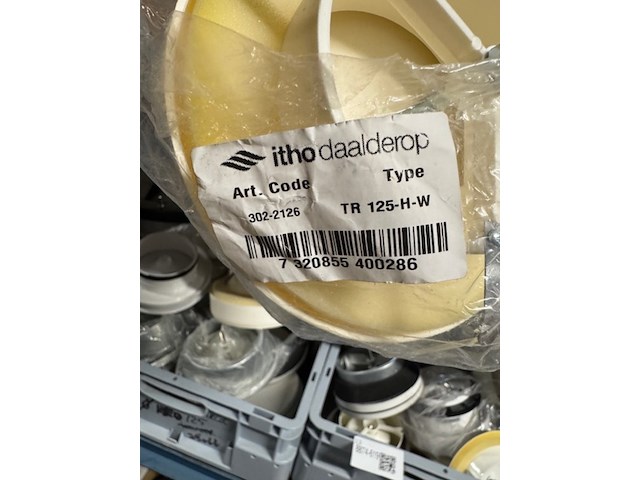 itho daalderop
Art. Code Type
302-2126 TR 125-H-W
7 320855 400286